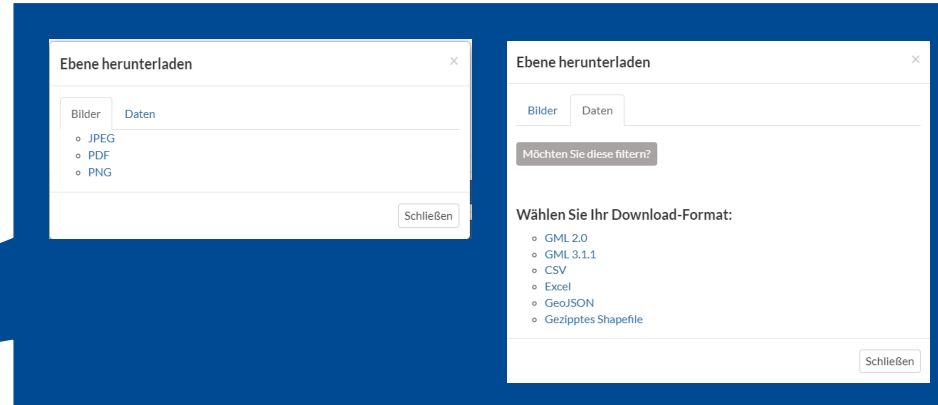 Ebene herunterladen
×
Bilder Daten
JPEG
PDF
PNG
Schließen
Ebene herunterladen
×
Bilder Daten
Möchten Sie diese filtern?
Wählen Sie Ihr Download-Format:
GML 2.0
GML 3.1.1
CSV
Excel
GeoJSON
Gezipptes Shapefile
Schließen